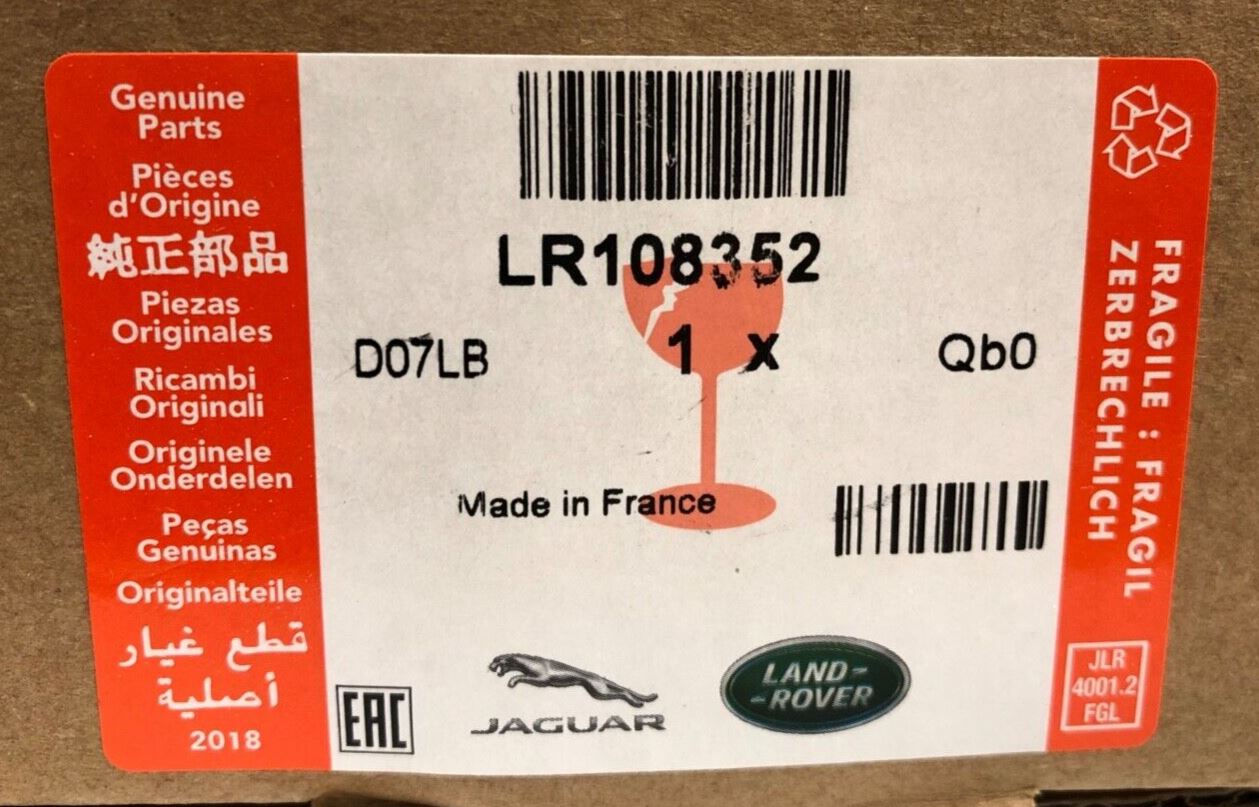 Genuine
Parts
Pièces
d'Origine
純正部品
Piezas
Originales
Ricambi
Originali
Originele
Onderdelen
Peças
Genuinas
Originalteile
قطع غيار
أصلية
2018
LR108352
D07LB 1 x Qb0
Made in France
EAC
JAGUAR
LAND-
-ROVER
FRAGILE : FRAGIL
ZERBRECHLICH
JLR
4001.2
FGL